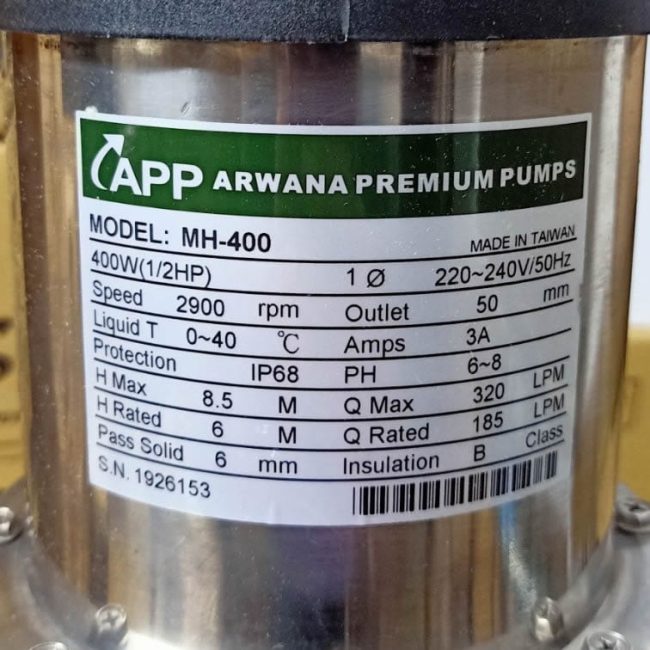 APP ARWANA PREMIUM PUMPS
MODEL: MH-400 MADE IN TAIWAN
400W(1/2HP) 1 Ø 220~240V/50Hz
Speed 2900 rpm Outlet 50 mm
Liquid T 0~40 ℃ Amps 3A
Protection IP68 PH 6~8
H Max 8.5 M Q Max 320 LPM
H Rated 6 M Q Rated 185 LPM
Pass Solid 6 mm Insulation B Class
S.N. 1926153